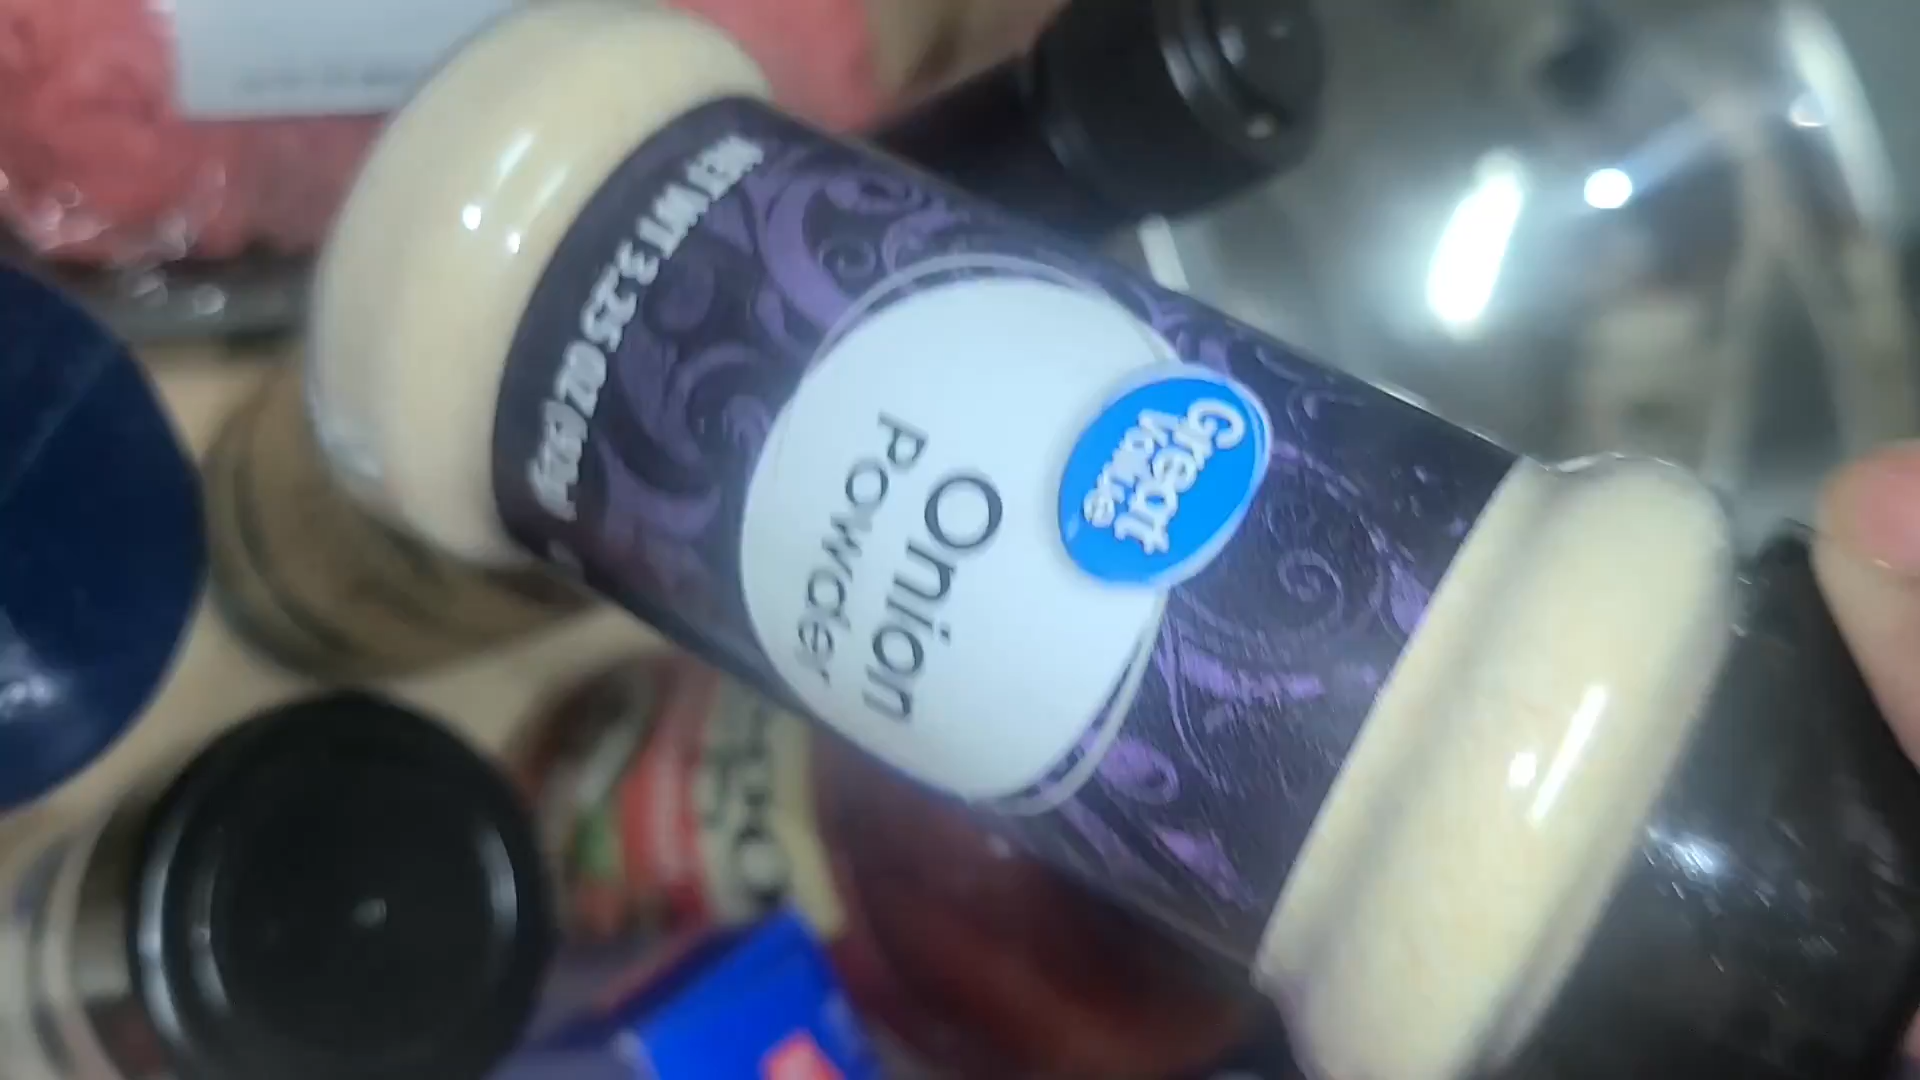 Great
Value
Onion
Powder
NET WT 3.25 OZ (92g)